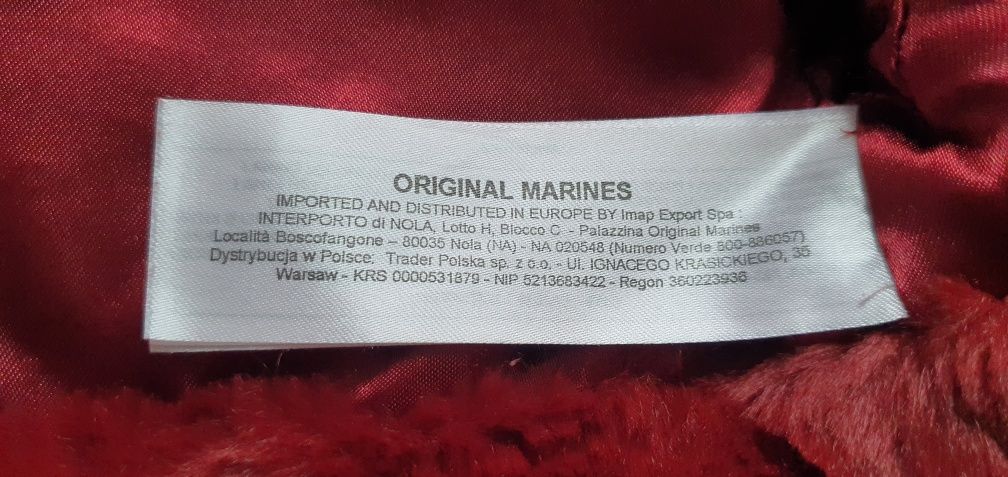 ORIGINAL MARINES
IMPORTED AND DISTRIBUTED IN EUROPE BY Imap Export Spa :
INTERPORTO di NOLA, Lotto H, Blocco C - Palazzina Original Marines
Località Boscofangone – 80035 Nola (NA) - NA 020548 (Numero Verde 800-886057)
Dystrybucja w Polsce: Trader Polska sp. z o.o. - Ul. IGNACEGO KRASICKIEGO, 35
Warsaw - KRS 0000531879 - NIP 5213683422 - Regon 360223936